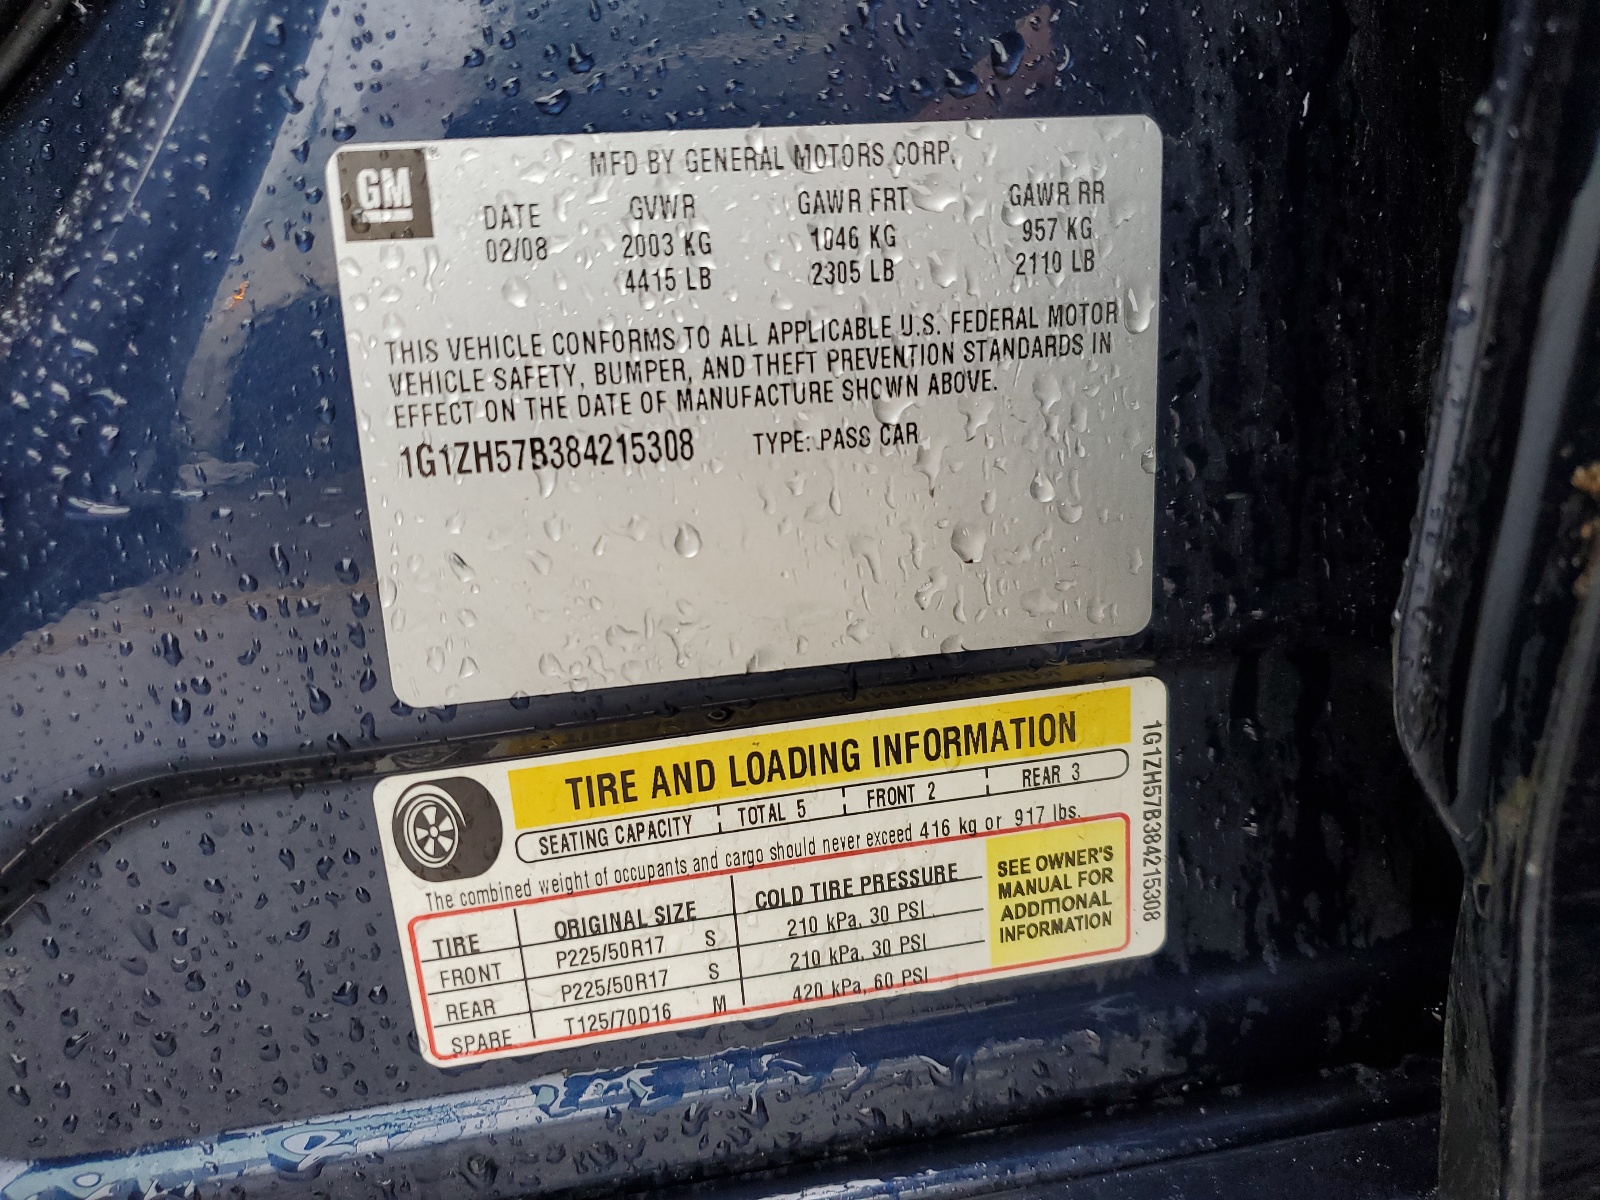 GM
MFD BY GENERAL MOTORS CORP.
DATE GVWR GAWR FRT GAWR RR
02/08 2003 KG 1046 KG 957 KG
4415 LB 2305 LB 2110 LB
THIS VEHICLE CONFORMS TO ALL APPLICABLE U.S. FEDERAL MOTOR
VEHICLE SAFETY, BUMPER, AND THEFT PREVENTION STANDARDS IN
EFFECT ON THE DATE OF MANUFACTURE SHOWN ABOVE.
1G1ZH57B384215308 TYPE: PASS CAR
TIRE AND LOADING INFORMATION
SEATING CAPACITY TOTAL 5 FRONT 2 REAR 3
The combined weight of occupants and cargo should never exceed 416 kg or 917 lbs.
TIRE ORIGINAL SIZE COLD TIRE PRESSURE
FRONT P225/50R17 S 210 kPa, 30 PSI
REAR P225/50R17 S 210 kPa, 30 PSI
SPARE T125/70D16 M 420 kPa, 60 PSI
SEE OWNER'S
MANUAL FOR
ADDITIONAL
INFORMATION
1G1ZH57B384215308